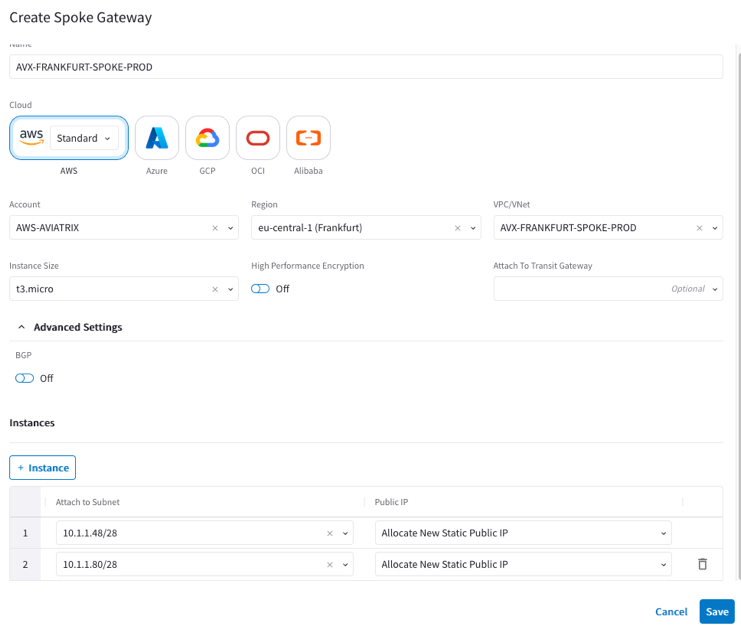 Create Spoke Gateway
Name
AVX-FRANKFURT-SPOKE-PROD
Cloud
aws Standard
AWS Azure GCP OCI Alibaba
Account Region VPC/VNet
AWS-AVIATRIX eu-central-1 (Frankfurt) AVX-FRANKFURT-SPOKE-PROD
Instance Size High Performance Encryption Attach To Transit Gateway
t3.micro Off Optional
Advanced Settings
BGP
Off
Instances
+ Instance
Attach to Subnet Public IP
1 10.1.1.48/28 Allocate New Static Public IP
2 10.1.1.80/28 Allocate New Static Public IP
Cancel Save